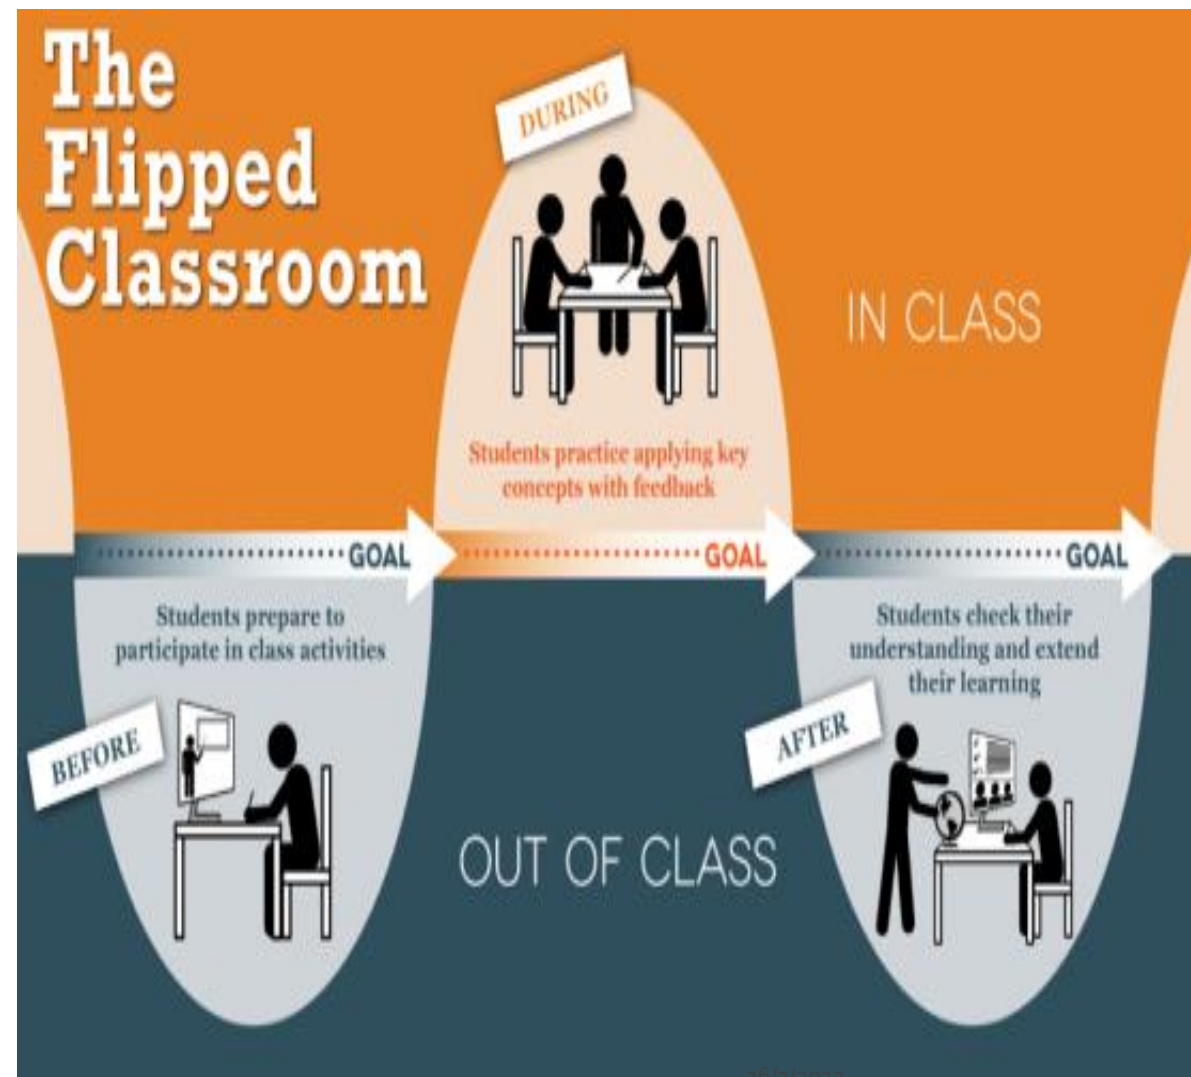 The
Flipped
Classroom
DURING
IN CLASS
Students practice applying key
concepts with feedback
GOAL
GOAL
GOAL
Students prepare to
participate in class activities
BEFORE
Students check their
understanding and extend
their learning
AFTER
OUT OF CLASS